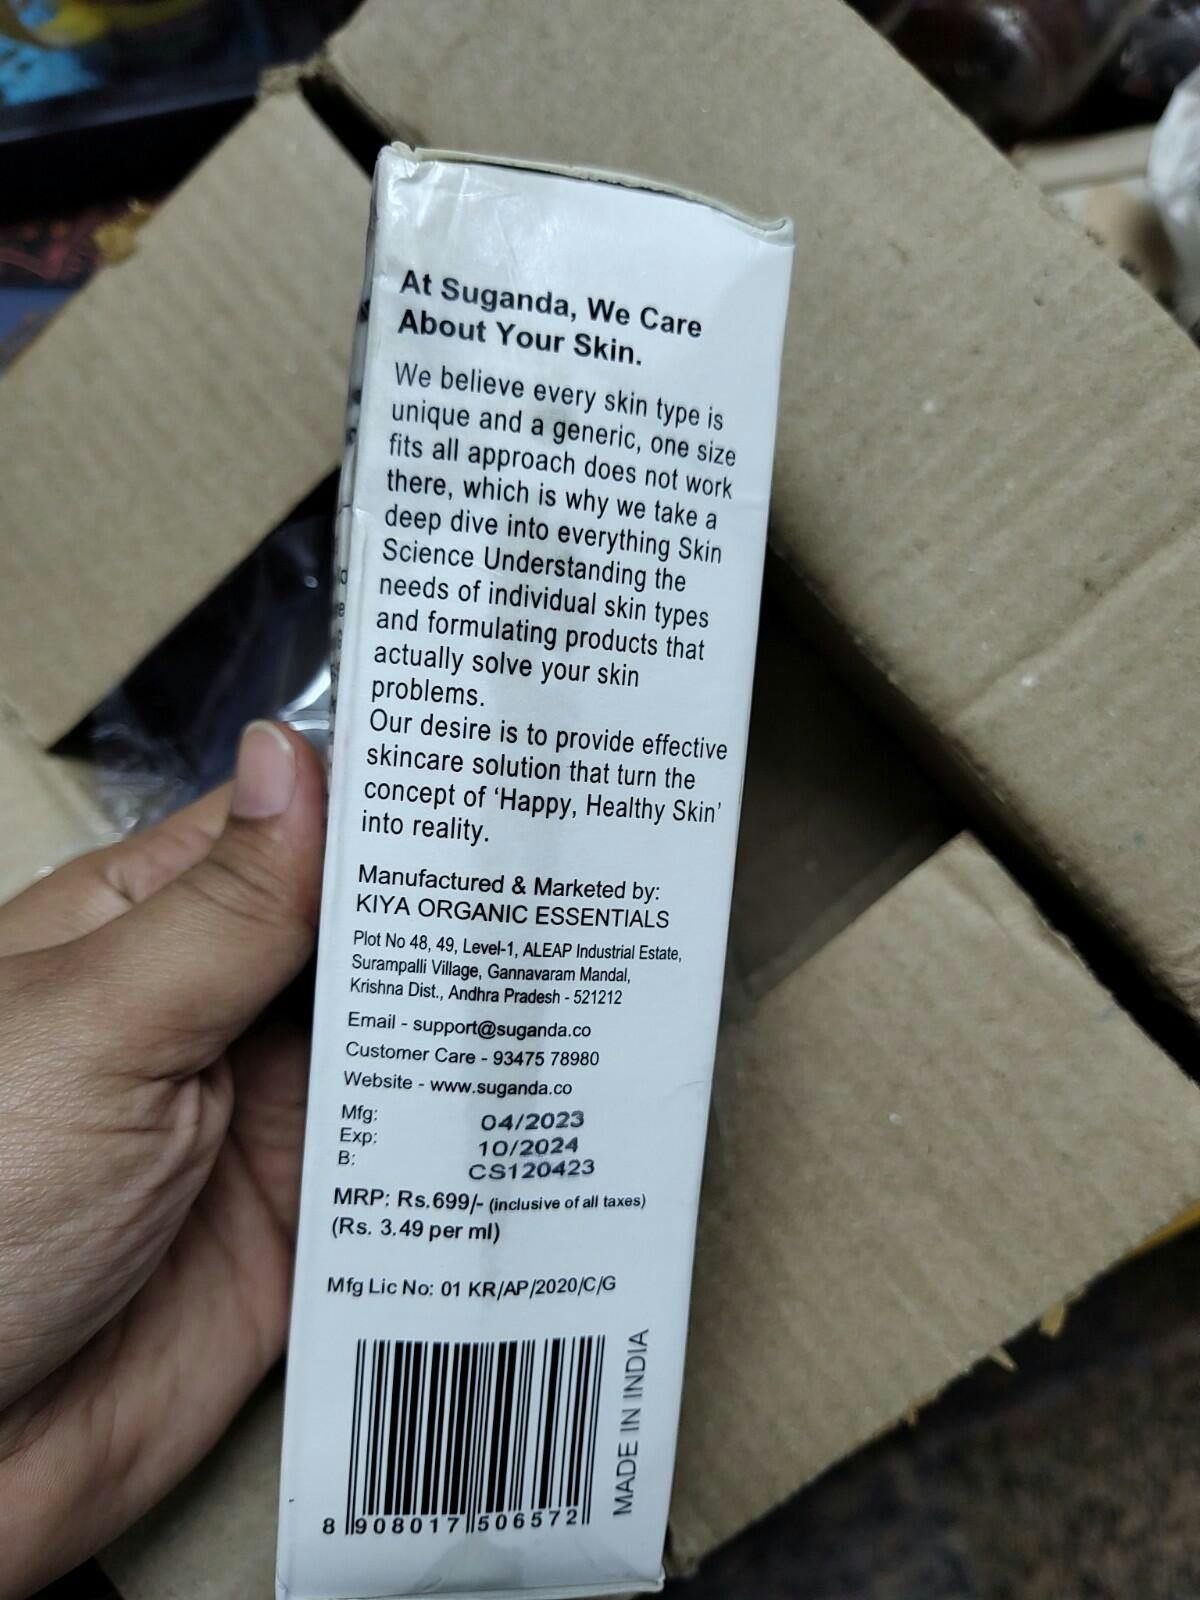 At Suganda, We Care
About Your Skin.
We believe every skin type is
unique and a generic, one size
fits all approach does not work
there, which is why we take a
deep dive into everything Skin
Science Understanding the
needs of individual skin types
and formulating products that
actually solve your skin
problems.
Our desire is to provide effective
skincare solution that turn the
concept of ‘Happy, Healthy Skin’
into reality.
Manufactured & Marketed by:
KIYA ORGANIC ESSENTIALS
Plot No 48, 49, Level-1, ALEAP Industrial Estate,
Surampalli Village, Gannavaram Mandal,
Krishna Dist., Andhra Pradesh - 521212
Email - support@suganda.co
Customer Care - 93475 78980
Website - www.suganda.co
Mfg: 04/2023
Exp: 10/2024
B: CS120423
MRP: Rs.699/- (inclusive of all taxes)
(Rs. 3.49 per ml)
Mfg Lic No: 01 KR/AP/2020/C/G
MADE IN INDIA
8 908017 506572